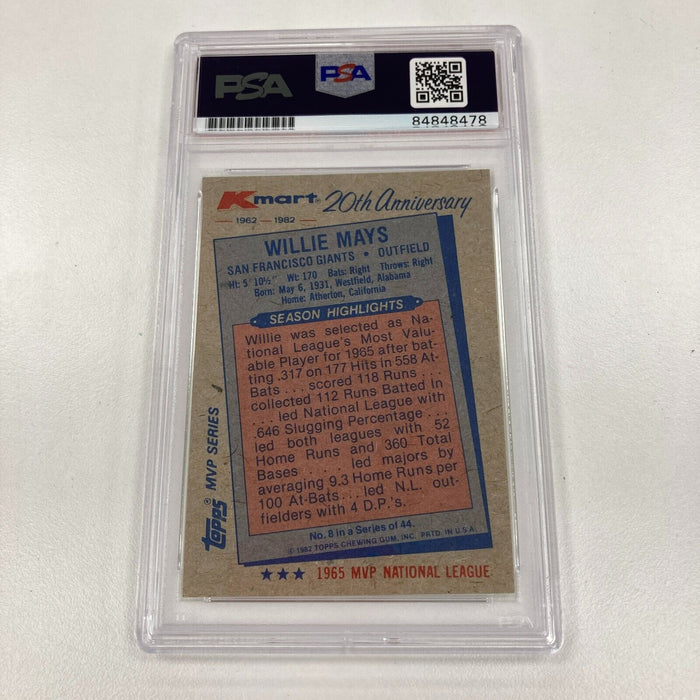 PSA
PSA
84848478
Kmart® 20th Anniversary
1962 — 1982
WILLIE MAYS
SAN FRANCISCO GIANTS • OUTFIELD
Ht: 5' 10½" Wt: 170 Bats: Right Throws: Right
Born: May 6, 1931, Westfield, Alabama
Home: Atherton, California
SEASON HIGHLIGHTS
Willie was selected as Na-
tional League's Most Valu-
able Player for 1965 after bat-
ting .317 on 177 Hits in 558 At-
Bats . . . scored 118 Runs . . .
collected 112 Runs Batted In
. . . led National League with
.646 Slugging Percentage . . .
led both leagues with 52
Home Runs and 360 Total
Bases . . . led majors by
averaging 9.3 Home Runs per
100 At-Bats . . . led N.L. out-
fielders with 4 D.P.'s.
No. 8 in a Series of 44.
© 1982 TOPPS CHEWING GUM, INC. PRTD. IN U.S.A.
TOPPS® MVP SERIES
★★★ 1965 MVP NATIONAL LEAGUE